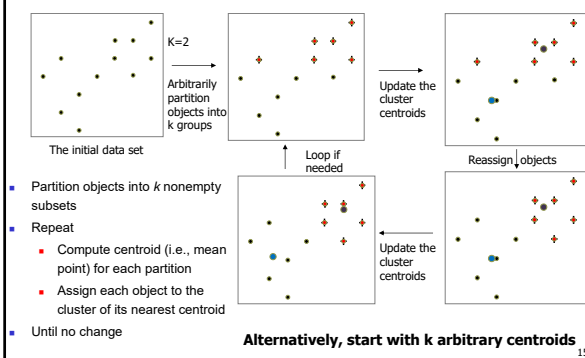 K=2
Arbitrarily
partition
objects into
k groups
Update the
cluster
centroids
The initial data set
Loop if
needed
Reassign objects
Update the
cluster
centroids
Partition objects into k nonempty
subsets
Repeat
Compute centroid (i.e., mean
point) for each partition
Assign each object to the
cluster of its nearest centroid
Until no change
Alternatively, start with k arbitrary centroids
15